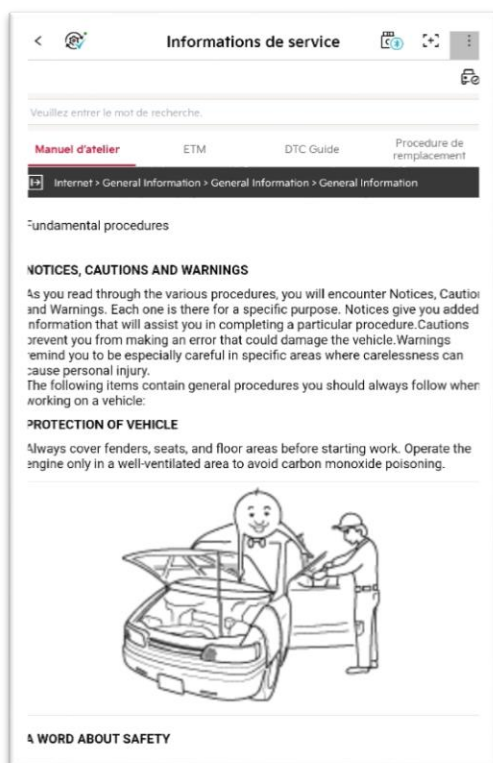 Informations de service
Veuillez entrer le mot de recherche.
Manuel d'atelier
ETM
DTC Guide
Procedure de
remplacement
Internet > General Information > General Information > General Information
Fundamental procedures
NOTICES, CAUTIONS AND WARNINGS
As you read through the various procedures, you will encounter Notices, Cautio
and Warnings. Each one is there for a specific purpose. Notices give you added
information that will assist you in completing a particular procedure.Cautions
prevent you from making an error that could damage the vehicle.Warnings
remind you to be especially careful in specific areas where carelessness can
cause personal injury.
The following items contain general procedures you should always follow when
working on a vehicle:
PROTECTION OF VEHICLE
Always cover fenders, seats, and floor areas before starting work. Operate the
engine only in a well-ventilated area to avoid carbon monoxide poisoning.
A WORD ABOUT SAFETY